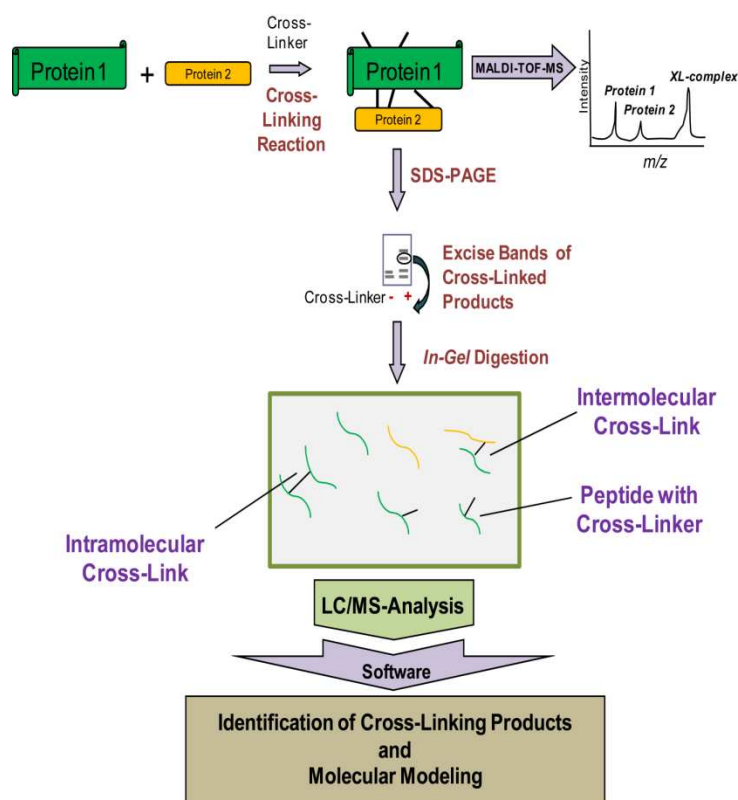 Protein 1
+
Protein 2
Cross-
Linker
Cross-
Linking
Reaction
Protein 1
Protein 2
MALDI-TOF-MS
Intensity
Protein 1
Protein 2
XL-complex
m/z
SDS-PAGE
Cross-Linker - +
Excise Bands of
Cross-Linked
Products
In-Gel Digestion
Intermolecular
Cross-Link
Peptide with
Cross-Linker
Intramolecular
Cross-Link
LC/MS-Analysis
Software
Identification of Cross-Linking Products
and
Molecular Modeling